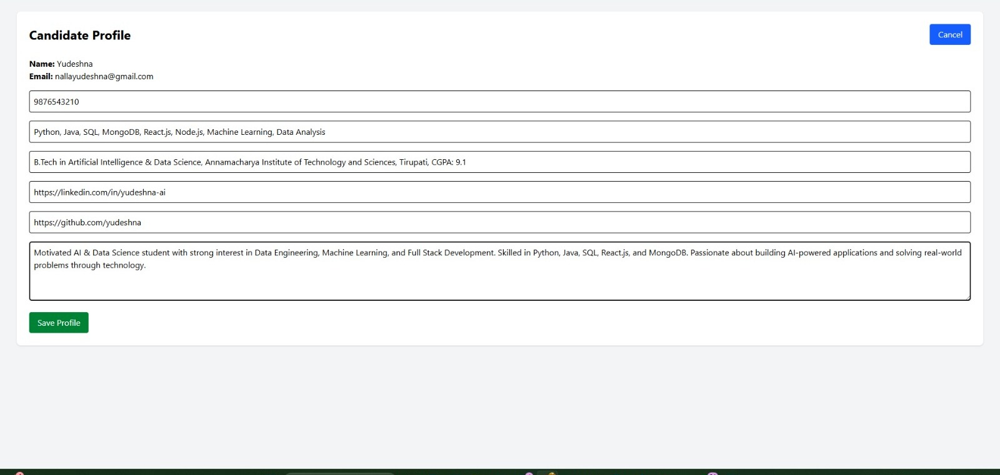 Candidate Profile
Cancel
Name: Yudeshna
Email: nallayudeshna@gmail.com
9876543210
Python, Java, SQL, MongoDB, React.js, Node.js, Machine Learning, Data Analysis
B.Tech in Artificial Intelligence & Data Science, Annamacharya Institute of Technology and Sciences, Tirupati, CGPA: 9.1
https://linkedin.com/in/yudeshna-ai
https://github.com/yudeshna
Motivated AI & Data Science student with strong interest in Data Engineering, Machine Learning, and Full Stack Development. Skilled in Python, Java, SQL, React.js, and MongoDB. Passionate about building AI-powered applications and solving real-world
problems through technology.
Save Profile